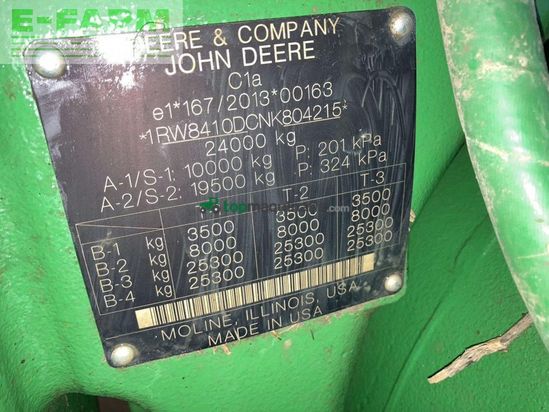 E-FARM
DEERE & COMPANY
JOHN DEERE
C1a
e1*167/2013*00163
*1RW8410DCNK804215*
24000 kg
A-1/S-1: 10000 kg P: 201 kPa
A-2/S-2: 19500 kg P: 324 kPa
T-2 T-3
B-1 kg 3500 3500 3500
B-2 kg 8000 8000 8000
B-3 kg 25300 25300 25300
B-4 kg 25300 25300 25300
MOLINE, ILLINOIS, USA
MADE IN USA